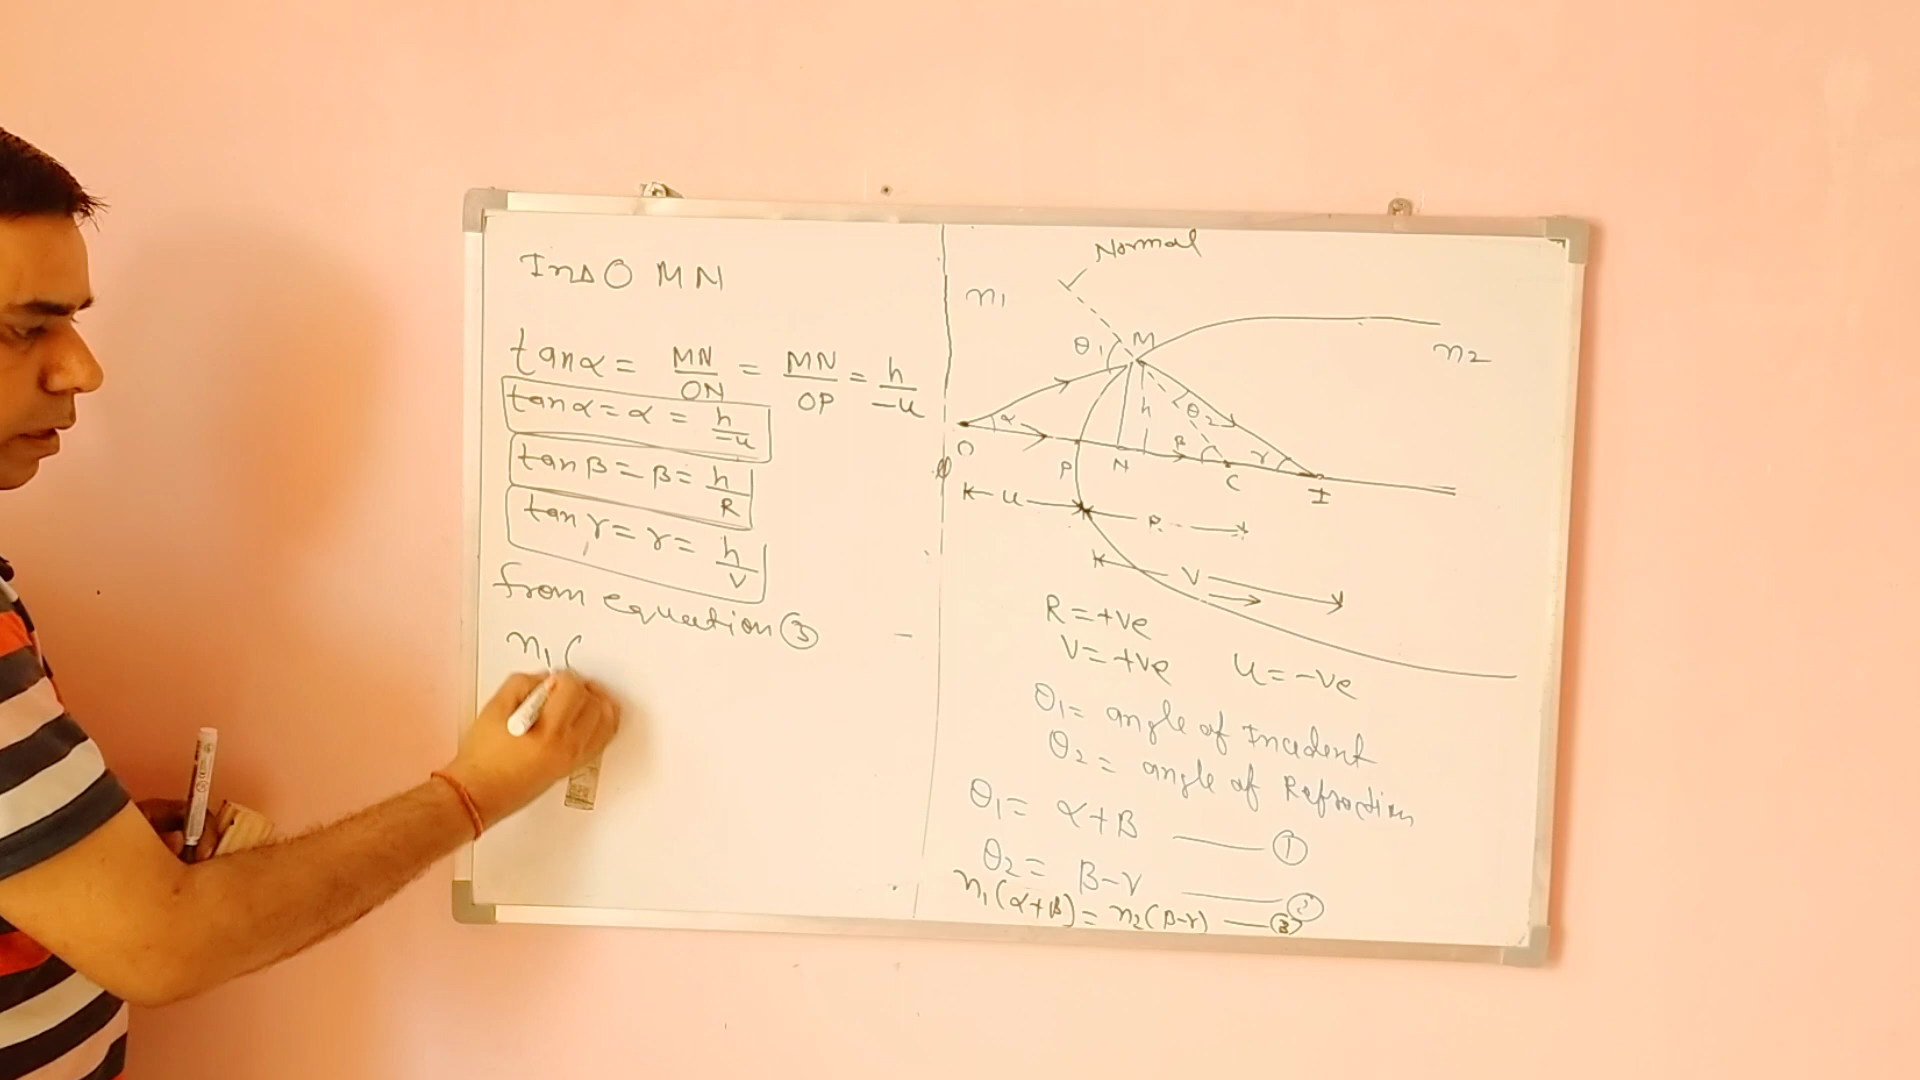 In△ O M N
tanα = MN/ON = MN/OP = h/-u
tanα = α = h/-u
tanβ = β = h/R
tanγ = γ = h/V
from equation ③
n₁ (
Normal
n₁
θ₁ M
n₂
h θ₂
α
O β γ
P N C I
u
R
V
R = +ve
V = +ve u = -ve
θ₁ = angle of Incident
θ₂ = angle of Refraction
θ₁ = α + β — ①
θ₂ = β - γ — ②
n₁(α+β) = n₂(β-γ) — ③